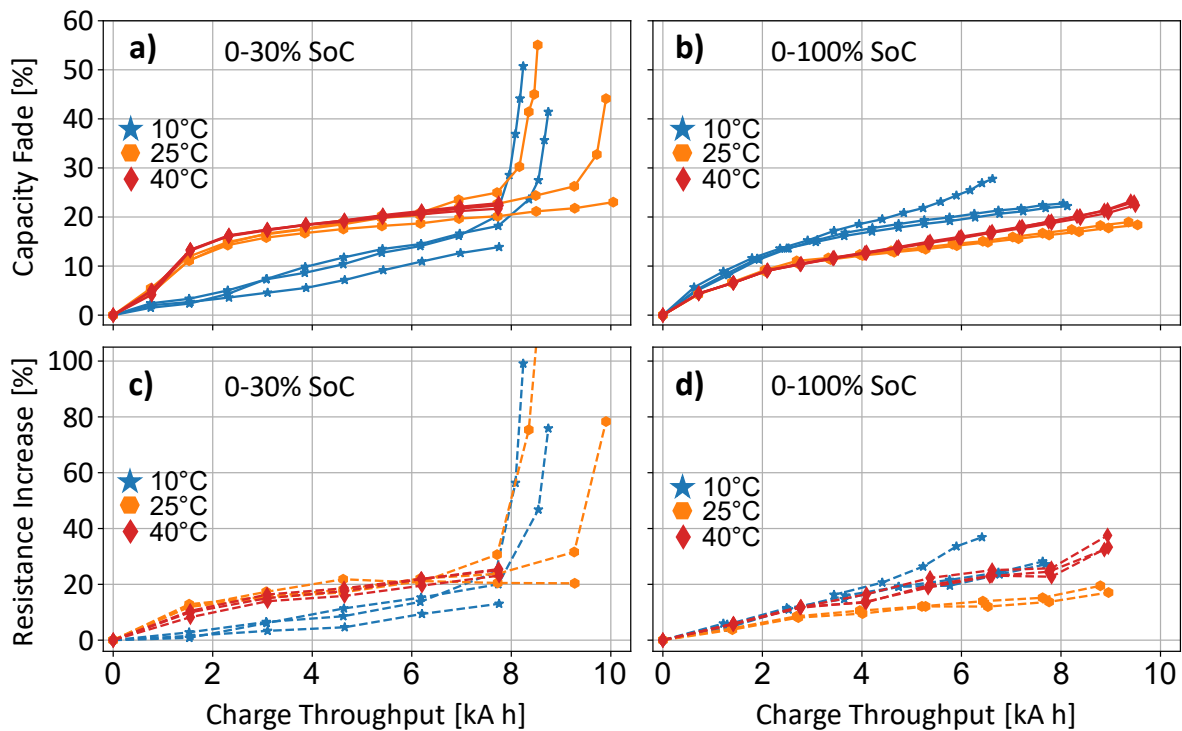 Capacity Fade [%]
60
50
40
30
20
10
0
a)
0-30% SoC
10°C
25°C
40°C
b)
0-100% SoC
10°C
25°C
40°C
Resistance Increase [%]
100
80
60
40
20
0
c)
0-30% SoC
10°C
25°C
40°C
d)
0-100% SoC
10°C
25°C
40°C
0 2 4 6 8 10
0 2 4 6 8 10
Charge Throughput [kA h]
Charge Throughput [kA h]